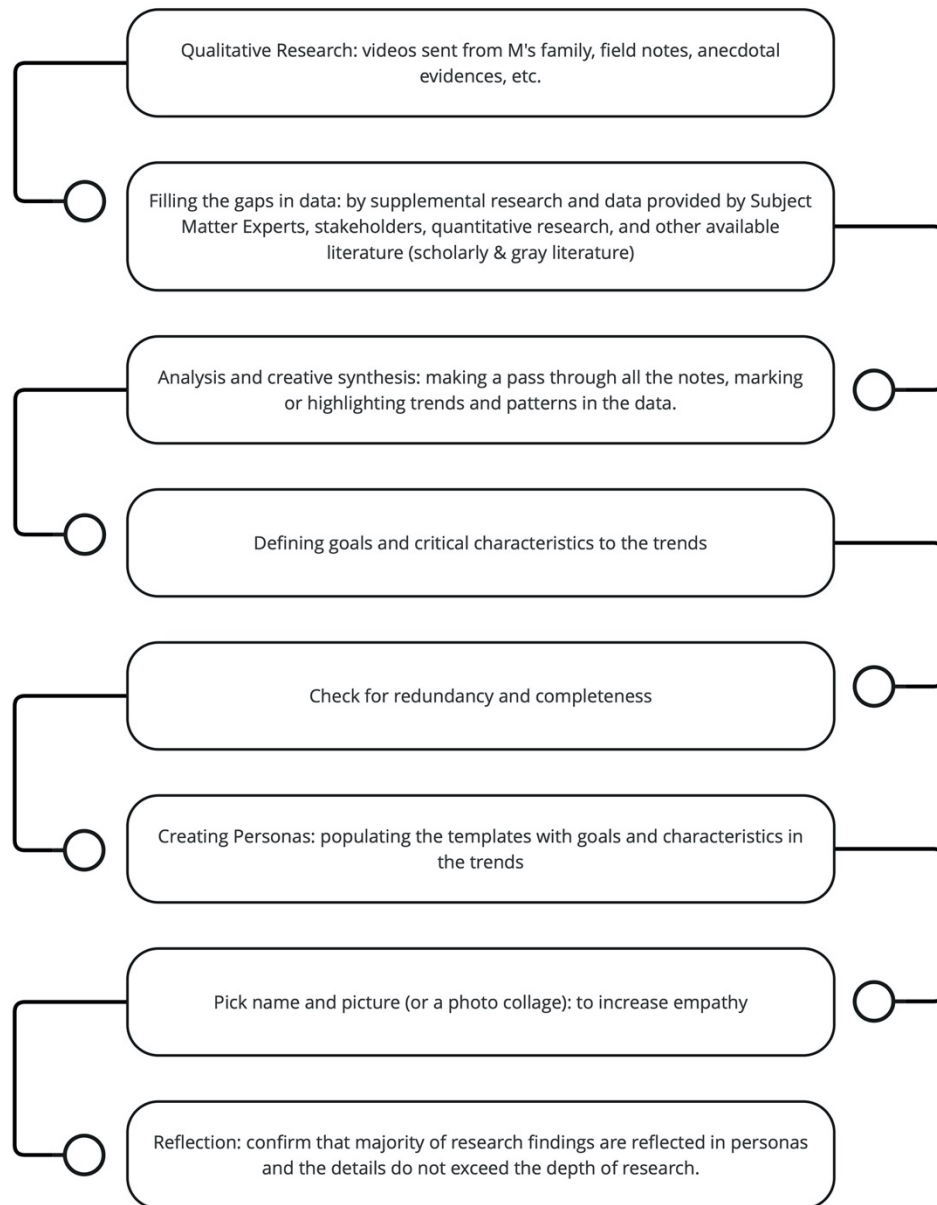 Qualitative Research: videos sent from M's family, field notes, anecdotal
evidences, etc.
Filling the gaps in data: by supplemental research and data provided by Subject
Matter Experts, stakeholders, quantitative research, and other available
literature (scholarly & gray literature)
Analysis and creative synthesis: making a pass through all the notes, marking
or highlighting trends and patterns in the data.
Defining goals and critical characteristics to the trends
Check for redundancy and completeness
Creating Personas: populating the templates with goals and characteristics in
the trends
Pick name and picture (or a photo collage): to increase empathy
Reflection: confirm that majority of research findings are reflected in personas
and the details do not exceed the depth of research.